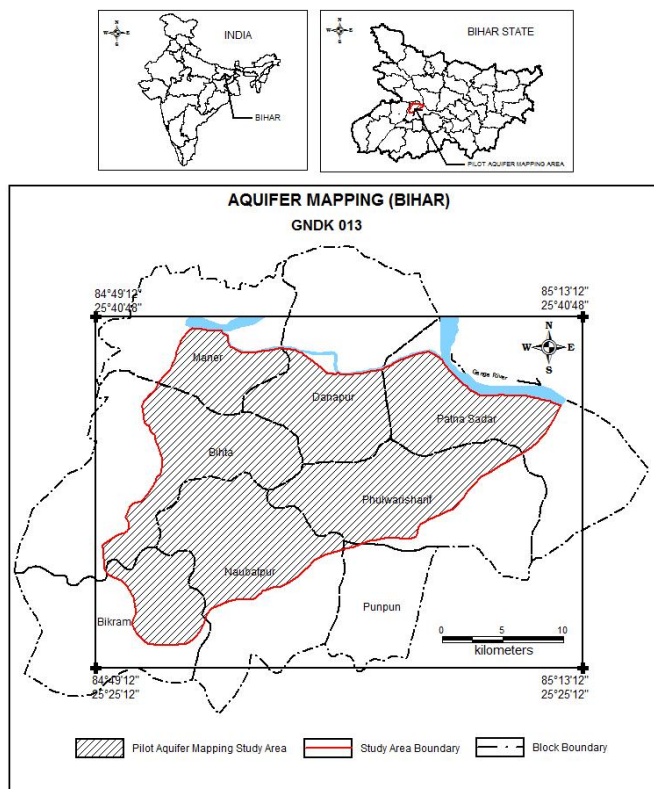 INDIA
N
W E
S
BIHAR
BIHAR STATE
N
W E
S
PILOT AQUIFER MAPPING AREA
AQUIFER MAPPING (BIHAR)
GNDK 013
84°49'12"
25°40'48"
85°13'12"
25°40'48"
N
W E
S
Ganga River
Maner
Danapur
Patna Sadar
Bihta
Phulwarisharif
Naubatpur
Punpun
Bikram
0 5 10
kilometers
84°49'12"
25°25'12"
85°13'12"
25°25'12"
Pilot Aquifer Mapping Study Area
Study Area Boundary
Block Boundary